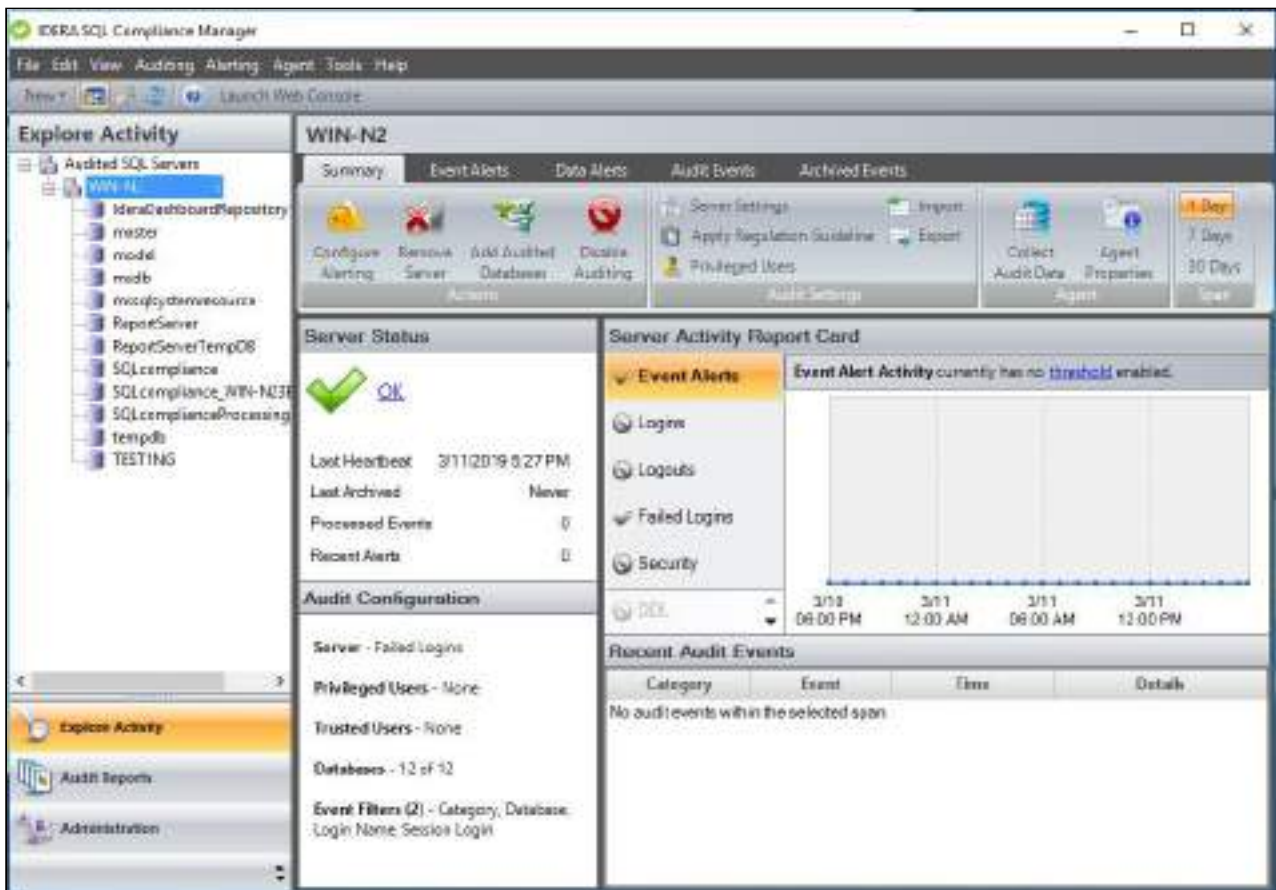 IDERA SQL Compliance Manager
File Edit View Auditing Alerting Agent Tools Help
New Launch Web Console
Explore Activity
Audited SQL Servers
WIN-N2
IderaDashboardRepository
master
model
msdb
mssqlsystemresource
ReportServer
ReportServerTempDB
SQLcompliance
SQLcompliance_WIN-N23
SQLcomplianceProcessing
tempdb
TESTING
Explore Activity
Audit Reports
Administration
WIN-N2
Summary Event Alerts Data Alerts Audit Events Archived Events
Configure Alerting
Remove Server
Add Audited Databases
Disable Auditing
Actions
Server Settings
Apply Regulation Guideline
Privileged Users
Import
Export
Audit Settings
Collect Audit Data
Agent Properties
Agent
1 Day
7 Days
30 Days
Span
Server Status
OK
Last Heartbeat 3/11/2019 5:27 PM
Last Archived Never
Processed Events 0
Recent Alerts 0
Audit Configuration
Server - Failed Logins
Privileged Users - None
Trusted Users - None
Databases - 12 of 12
Event Filters (2) - Category, Database,
Login Name, Session Login
Server Activity Report Card
Event Alerts
Logins
Logouts
Failed Logins
Security
DDL
Event Alert Activity currently has no threshold enabled.
3/10 06:00 PM
3/11 12:00 AM
3/11 06:00 AM
3/11 12:00 PM
Recent Audit Events
Category Event Time Details
No audit events within the selected span